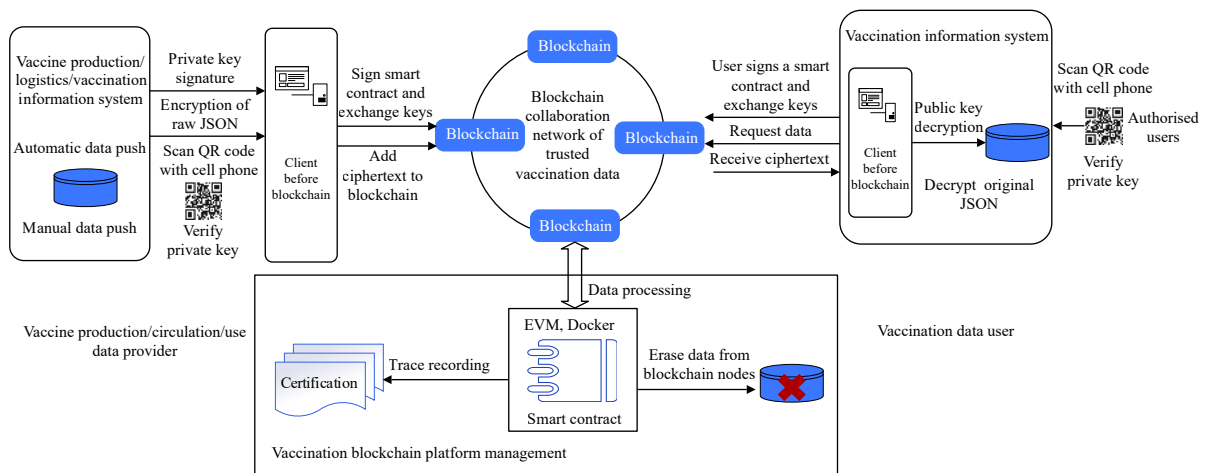 Vaccine production/
logistics/vaccination
information system
Automatic data push
Manual data push
Private key
signature
Encryption of
raw JSON
Scan QR code
with cell phone
Verify
private key
Client
before
blockchain
Sign smart
contract and
exchange keys
Add
ciphertext to
blockchain
Blockchain
Blockchain
Blockchain
Blockchain
Blockchain
collaboration
network of
trusted
vaccination data
User signs a smart
contract and
exchange keys
Request data
Receive ciphertext
Vaccination information system
Client
before
blockchain
Public key
decryption
Decrypt original
JSON
Scan QR code
with cell phone
Authorised
users
Verify
private key
Data processing
Vaccine production/circulation/use
data provider
Certification
Trace recording
EVM, Docker
Smart contract
Erase data from
blockchain nodes
Vaccination data user
Vaccination blockchain platform management